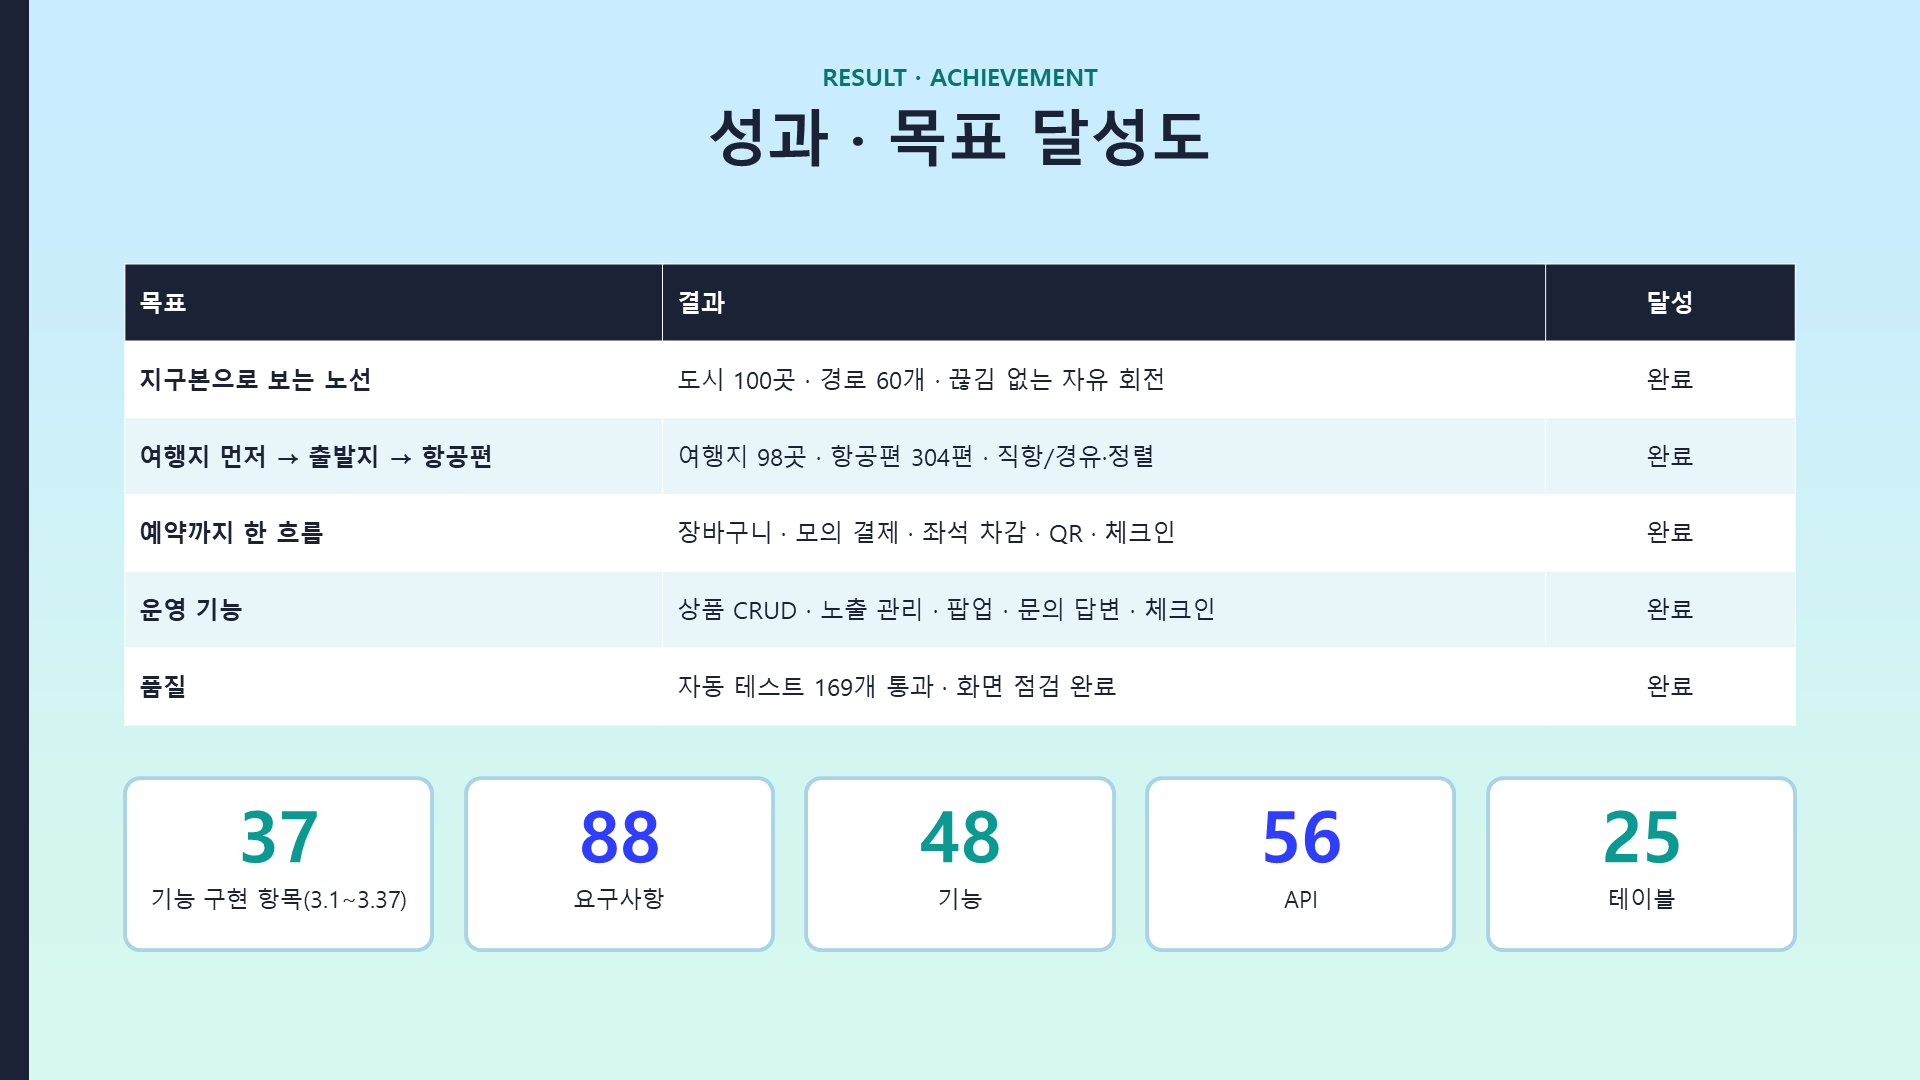 RESULT · ACHIEVEMENT
성과 · 목표 달성도
목표 결과 달성
지구본으로 보는 노선 도시 100곳 · 경로 60개 · 끊김 없는 자유 회전 완료
여행지 먼저 → 출발지 → 항공편 여행지 98곳 · 항공편 304편 · 직항/경유·정렬 완료
예약까지 한 흐름 장바구니 · 모의 결제 · 좌석 차감 · QR · 체크인 완료
운영 기능 상품 CRUD · 노출 관리 · 팝업 · 문의 답변 · 체크인 완료
품질 자동 테스트 169개 통과 · 화면 점검 완료 완료
37 88 48 56 25
기능 구현 항목(3.1~3.37) 요구사항 기능 API 테이블